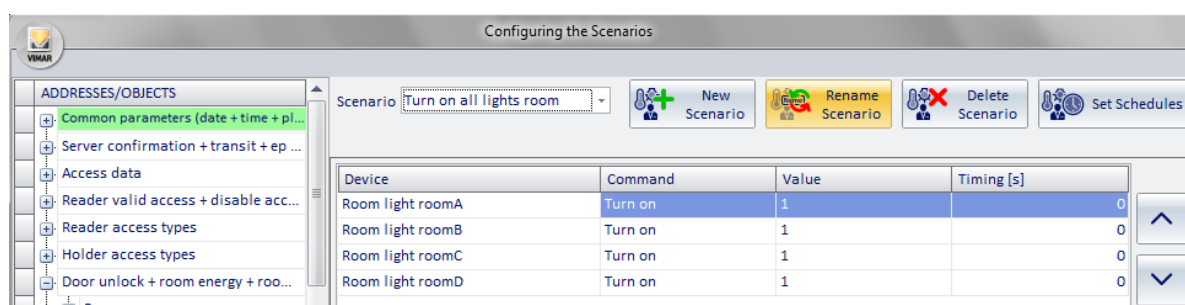 Configuring the Scenarios
VIMAR
ADDRESSES/OBJECTS
Common parameters (date + time + pl...
Server confirmation + transit + ep ...
Access data
Reader valid access + disable acc...
Reader access types
Holder access types
Door unlock + room energy + roo...
Scenario Turn on all lights room
New Scenario
Rename Scenario
Delete Scenario
Set Schedules
Device Command Value Timing [s]
Room light roomA Turn on 1 0
Room light roomB Turn on 1 0
Room light roomC Turn on 1 0
Room light roomD Turn on 1 0